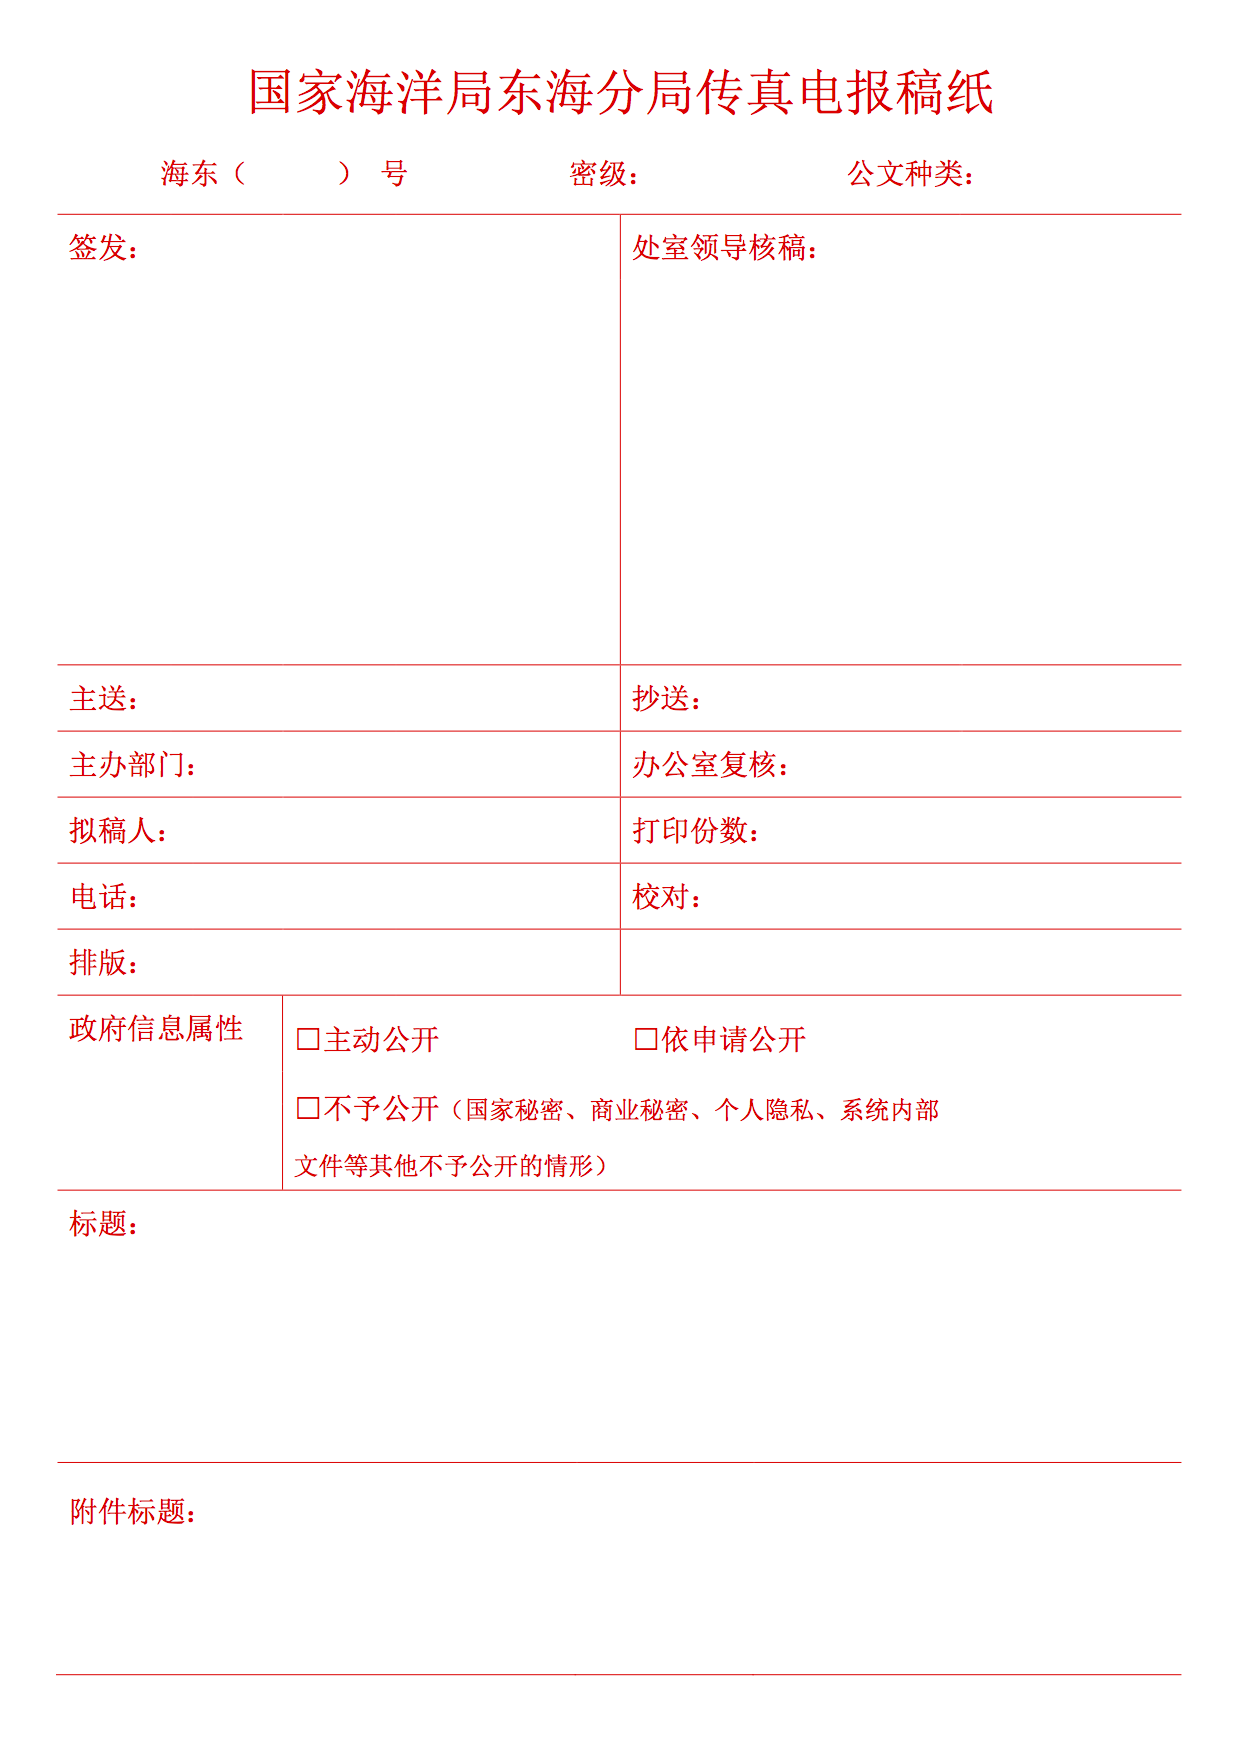 国家海洋局东海分局传真电报稿纸
海东（　　　） 号　　　密级：　　　公文种类：
签发：　　　处室领导核稿：
主送：　　　抄送：
主办部门：　　　办公室复核：
拟稿人：　　　打印份数：
电话：　　　校对：
排版：
政府信息属性　　　□主动公开　　　□依申请公开
□不予公开（国家秘密、商业秘密、个人隐私、系统内部
文件等其他不予公开的情形）
标题：
附件标题：